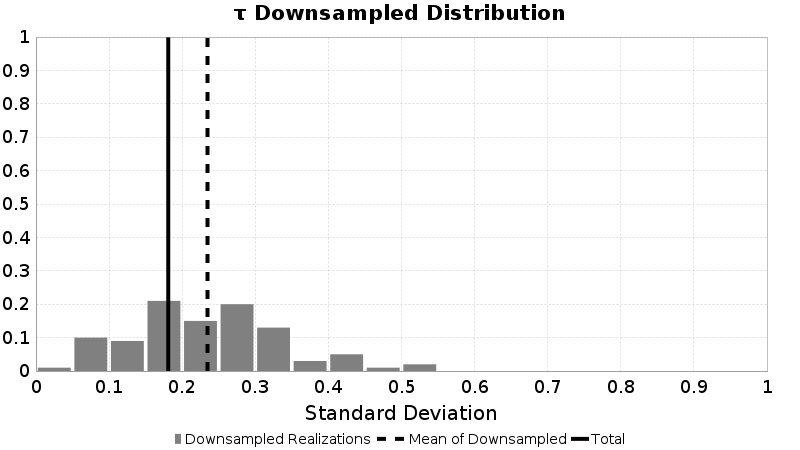 τ Downsampled Distribution
1
0.9
0.8
0.7
0.6
0.5
0.4
0.3
0.2
0.1
0
0 0.1 0.2 0.3 0.4 0.5 0.6 0.7 0.8 0.9 1
Standard Deviation
Downsampled Realizations Mean of Downsampled Total